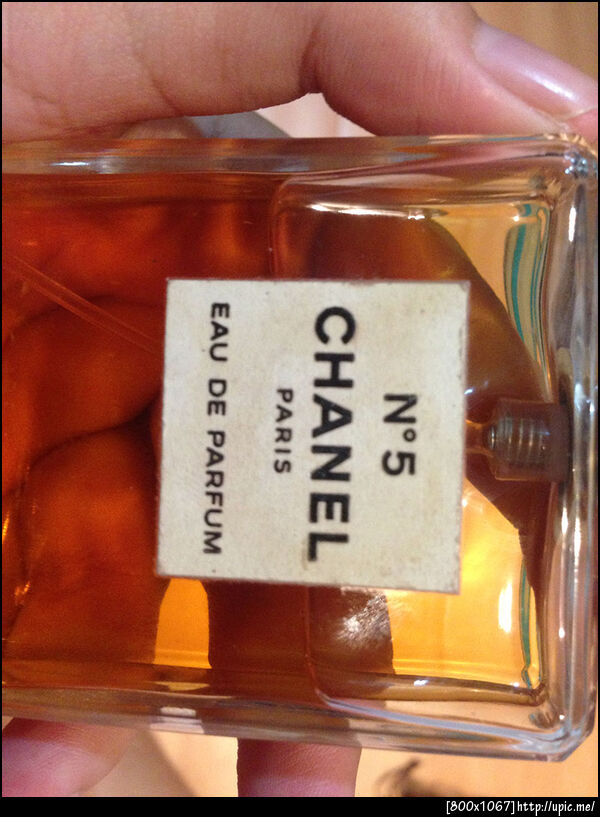 N°5
CHANEL
PARIS
EAU DE PARFUM
[800x1067]http://upic.me/